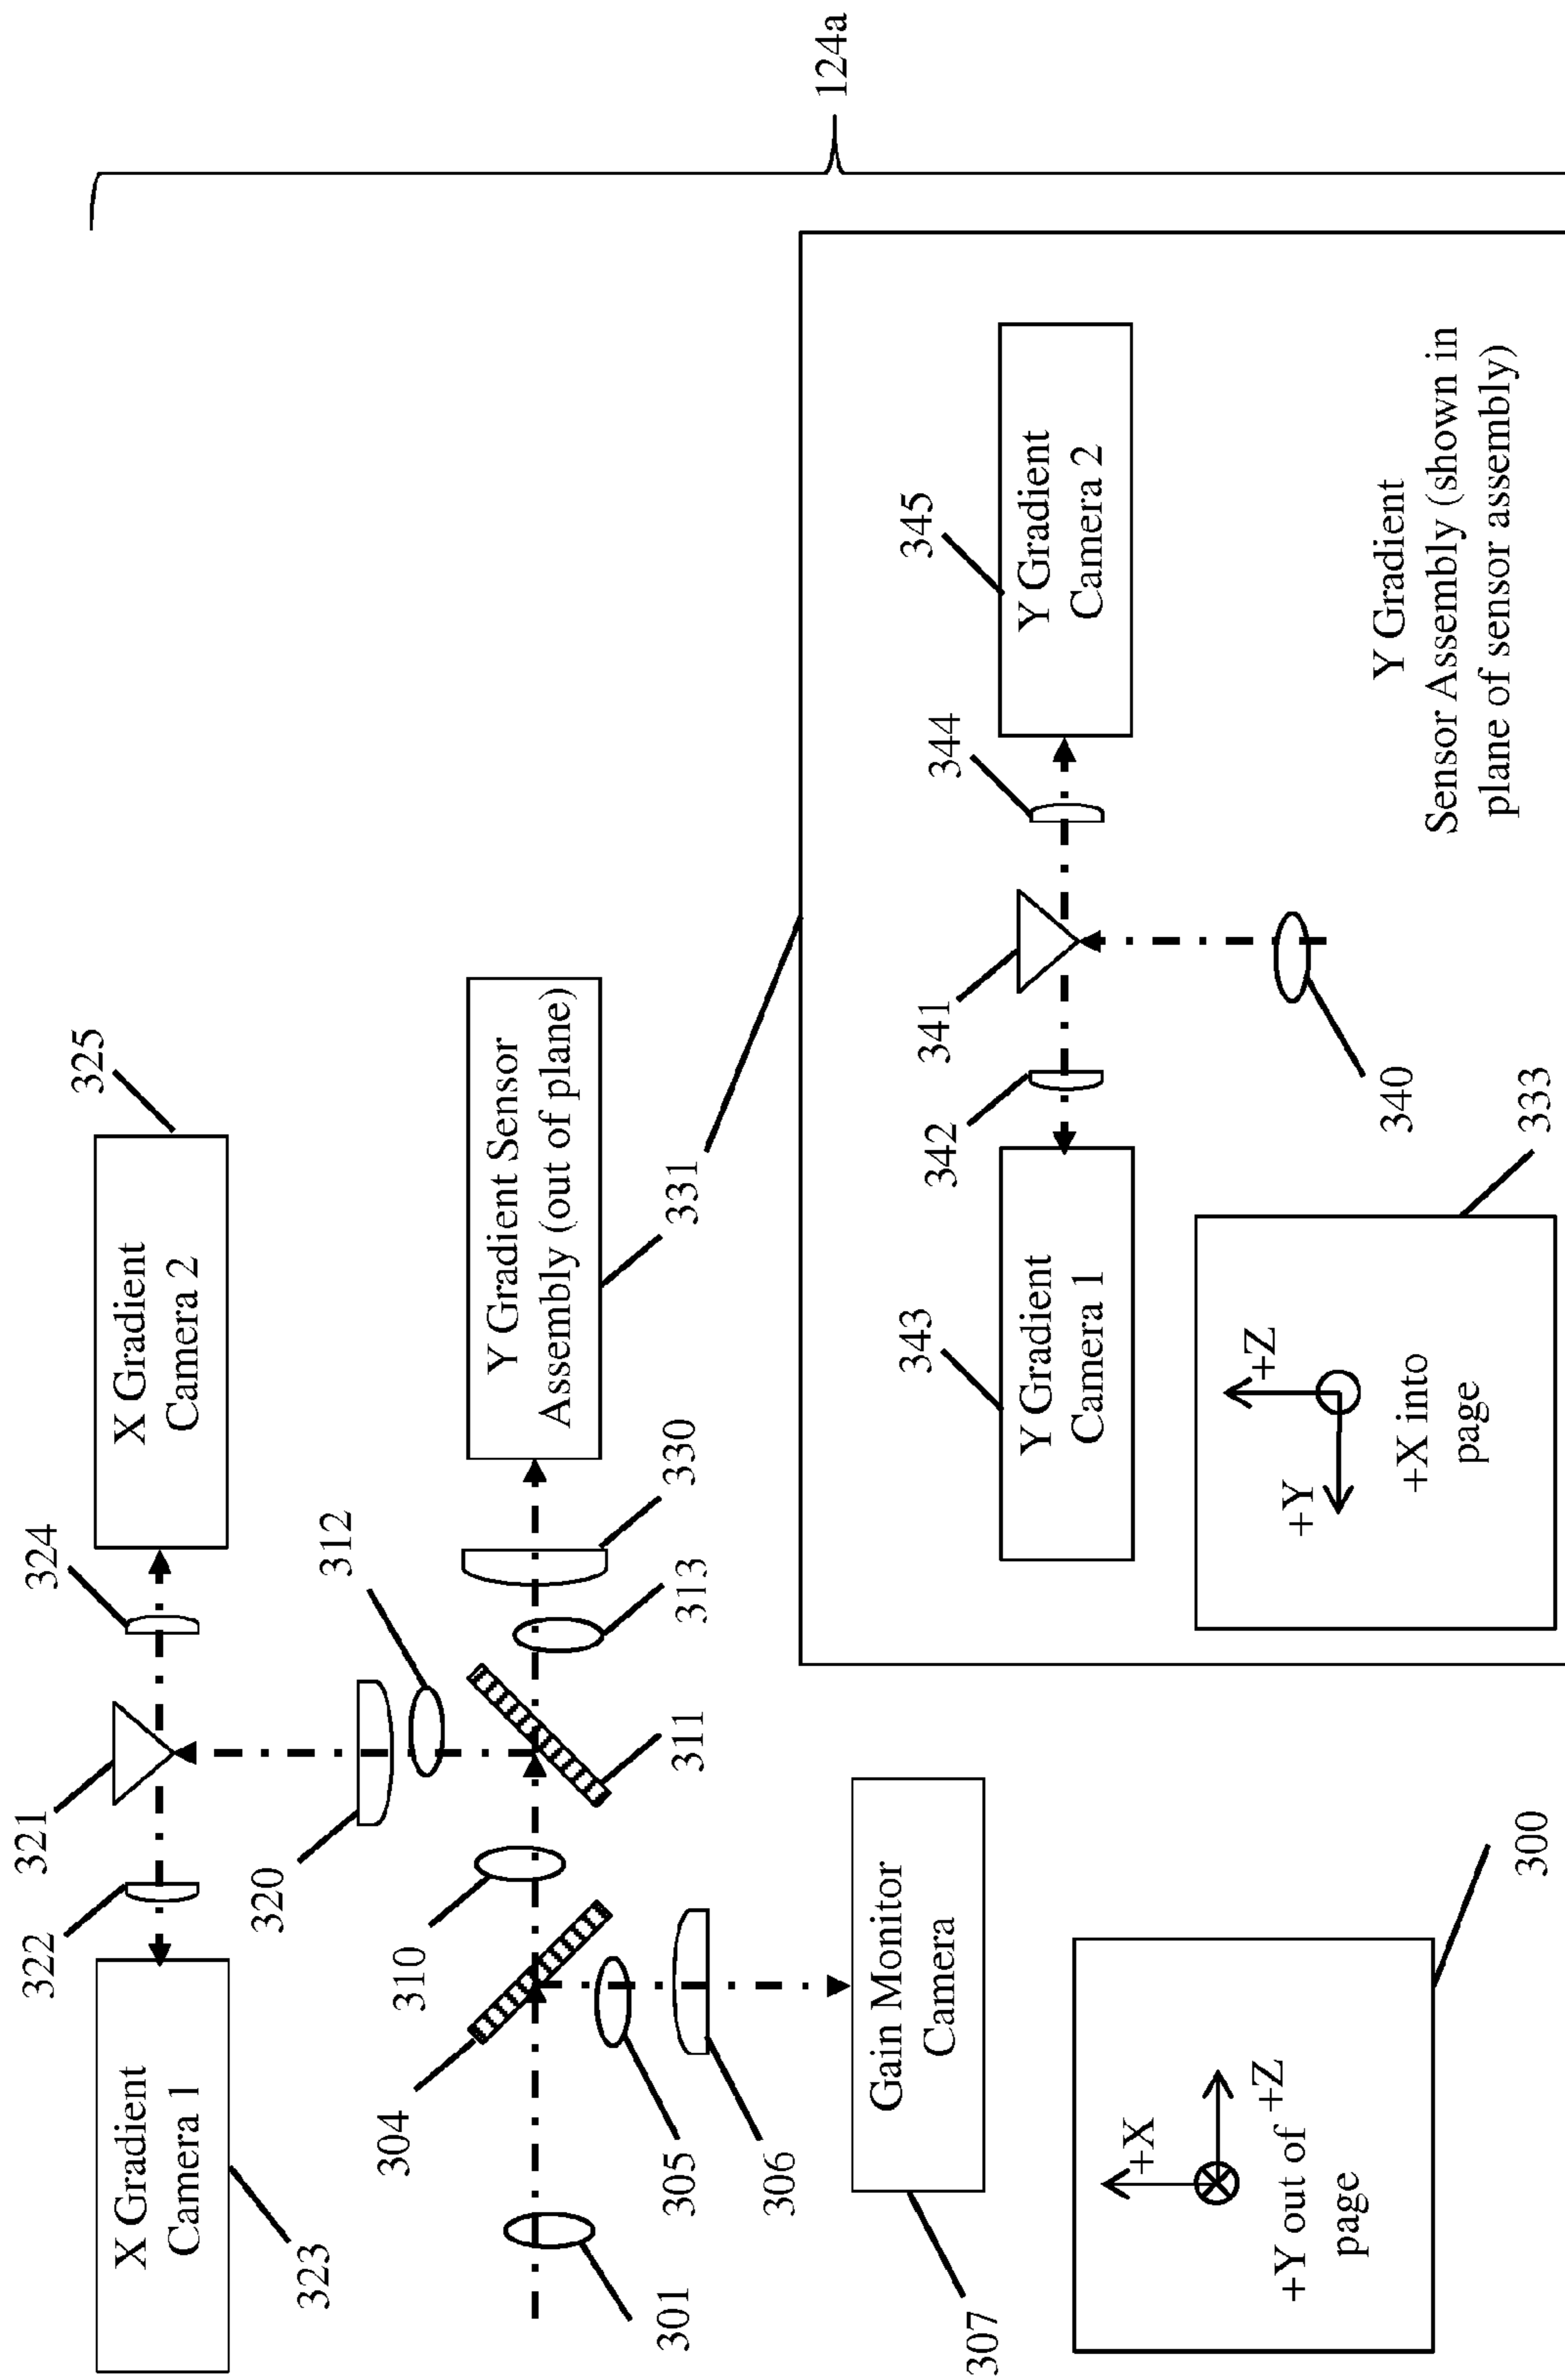 321
322
324
325
X Gradient
Camera 1
X Gradient
Camera 2
320
323
312
304
310
Y Gradient Sensor
Assembly (out of plane)
301
305
311
313
330
331
306
124a
Gain Monitor
Camera
307
343
342
341
344
345
Y Gradient
Camera 1
Y Gradient
Camera 2
+X
+Z
+Y out of
page
300
+Z
+Y
+X into
page
333
340
Y Gradient
Sensor Assembly (shown in
plane of sensor assembly)